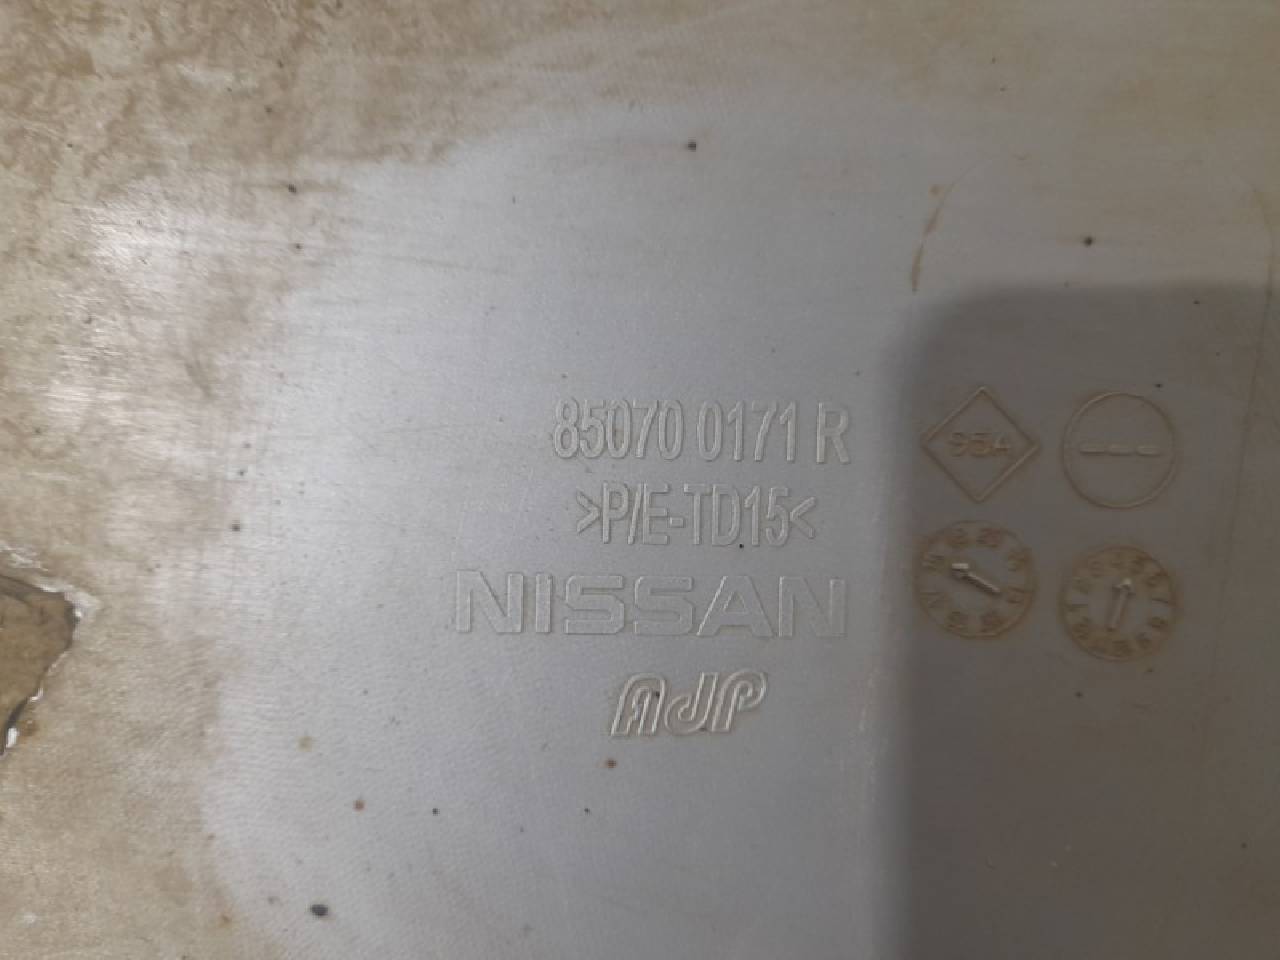 85070 0171 R
>P/E-TD15<
NISSAN
AdP
95A